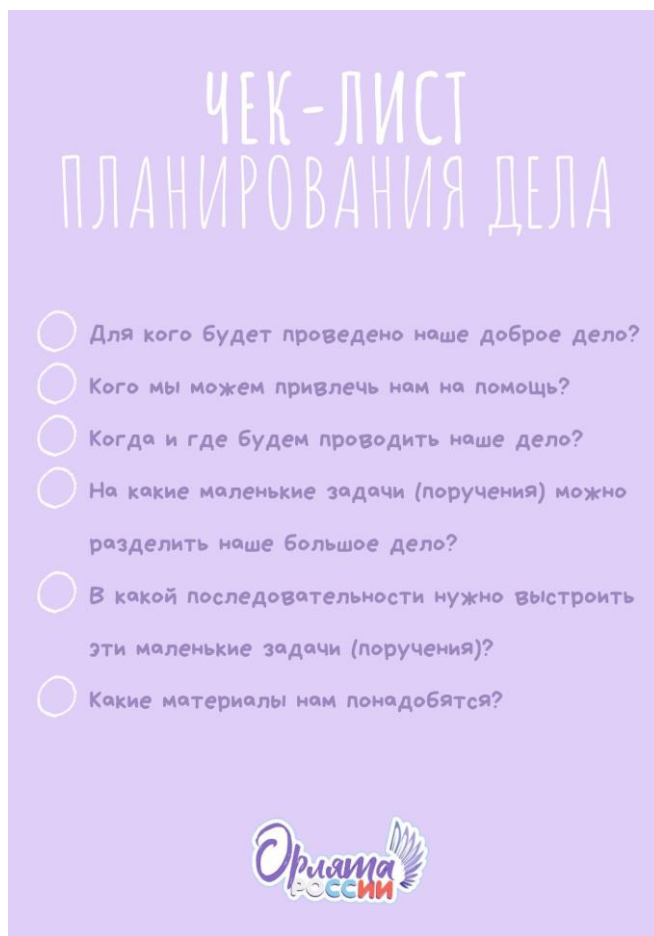 ЧЕК-ЛИСТ
ПЛАНИРОВАНИЯ ДЕЛА
Для кого будет проведено наше доброе дело?
Кого мы можем привлечь нам на помощь?
Когда и где будем проводить наше дело?
На какие маленькие задачи (поручения) можно
разделить наше большое дело?
В какой последовательности нужно выстроить
эти маленькие задачи (поручения)?
Какие материалы нам понадобятся?
Орлята
РОССИИ